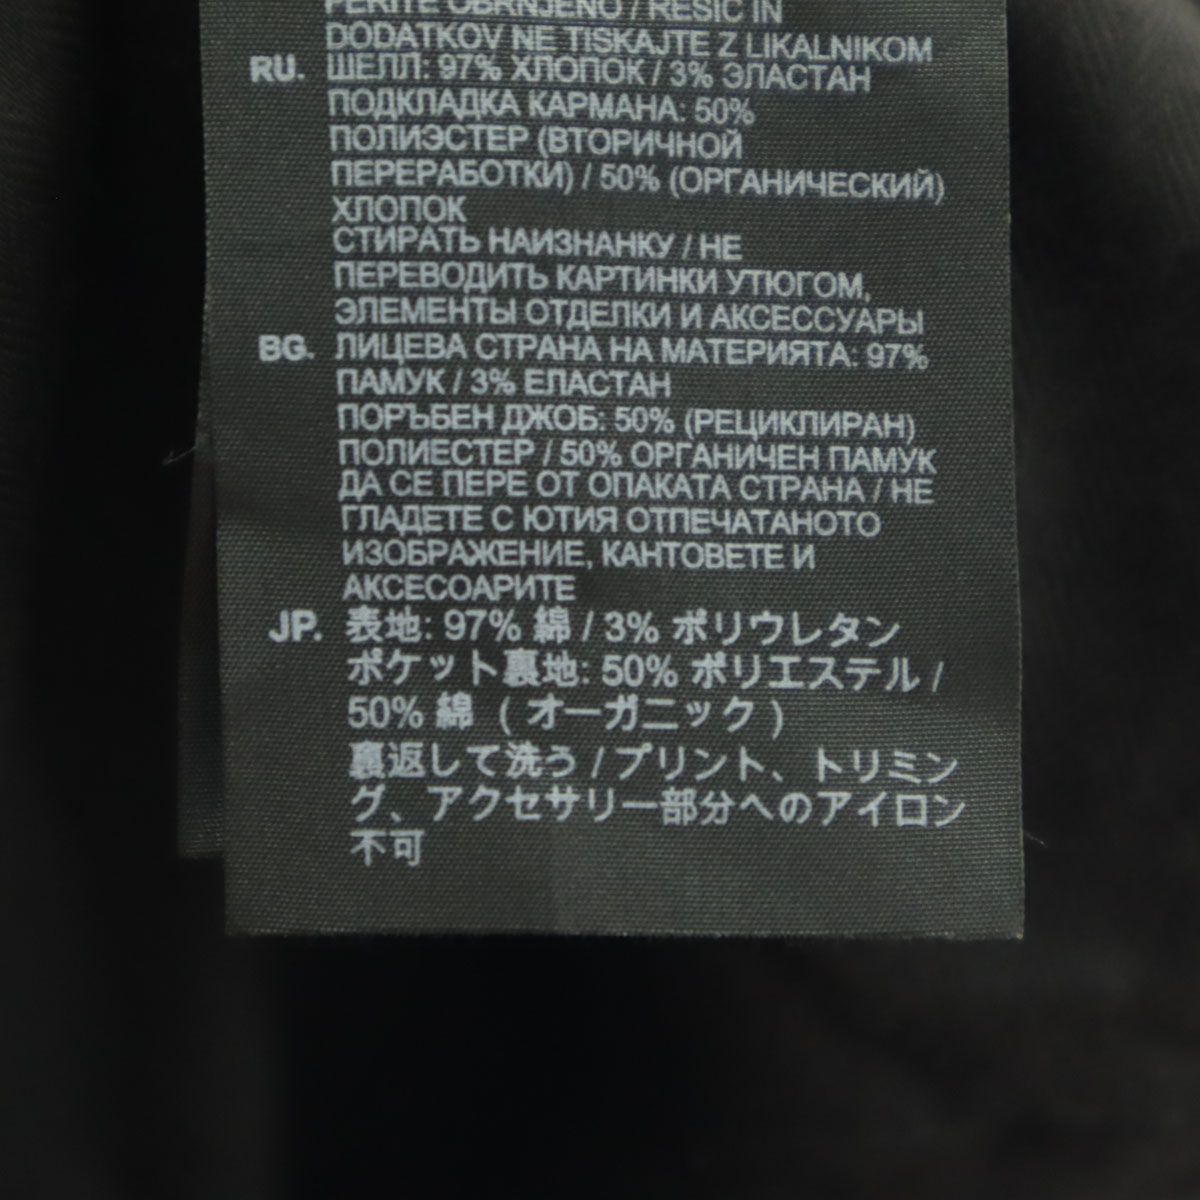 PERITE OBRNJENO / RESIC IN
DODATKOV NE TISKAJTE Z LIKALNIKOM
RU. ШЕЛЛ: 97% ХЛОПОК / 3% ЭЛАСТАН
ПОДКЛАДКА КАРМАНА: 50%
ПОЛИЭСТЕР (ВТОРИЧНОЙ
ПЕРЕРАБОТКИ) / 50% (ОРГАНИЧЕСКИЙ)
ХЛОПОК
СТИРАТЬ НАИЗНАНКУ / НЕ
ПЕРЕВОДИТЬ КАРТИНКИ УТЮГОМ,
ЭЛЕМЕНТЫ ОТДЕЛКИ И АКСЕССУАРЫ
BG. ЛИЦЕВА СТРАНА НА МАТЕРИЯТА: 97%
ПАМУК / 3% ЕЛАСТАН
ПОРЪБЕН ДЖОБ: 50% (РЕЦИКЛИРАН)
ПОЛИЕСТЕР / 50% ОРГАНИЧЕН ПАМУК
ДА СЕ ПЕРЕ ОТ ОПАКАТА СТРАНА / НЕ
ГЛАДЕТЕ С ЮТИЯ ОТПЕЧАТАНОТО
ИЗОБРАЖЕНИЕ, КАНТОВЕТЕ И
АКСЕСОАРИТЕ
JP. 表地: 97% 綿 / 3% ポリウレタン
ポケット裏地: 50% ポリエステル /
50% 綿 ( オーガニック )
裏返して洗う / プリント、トリミン
グ、アクセサリー部分へのアイロン
不可